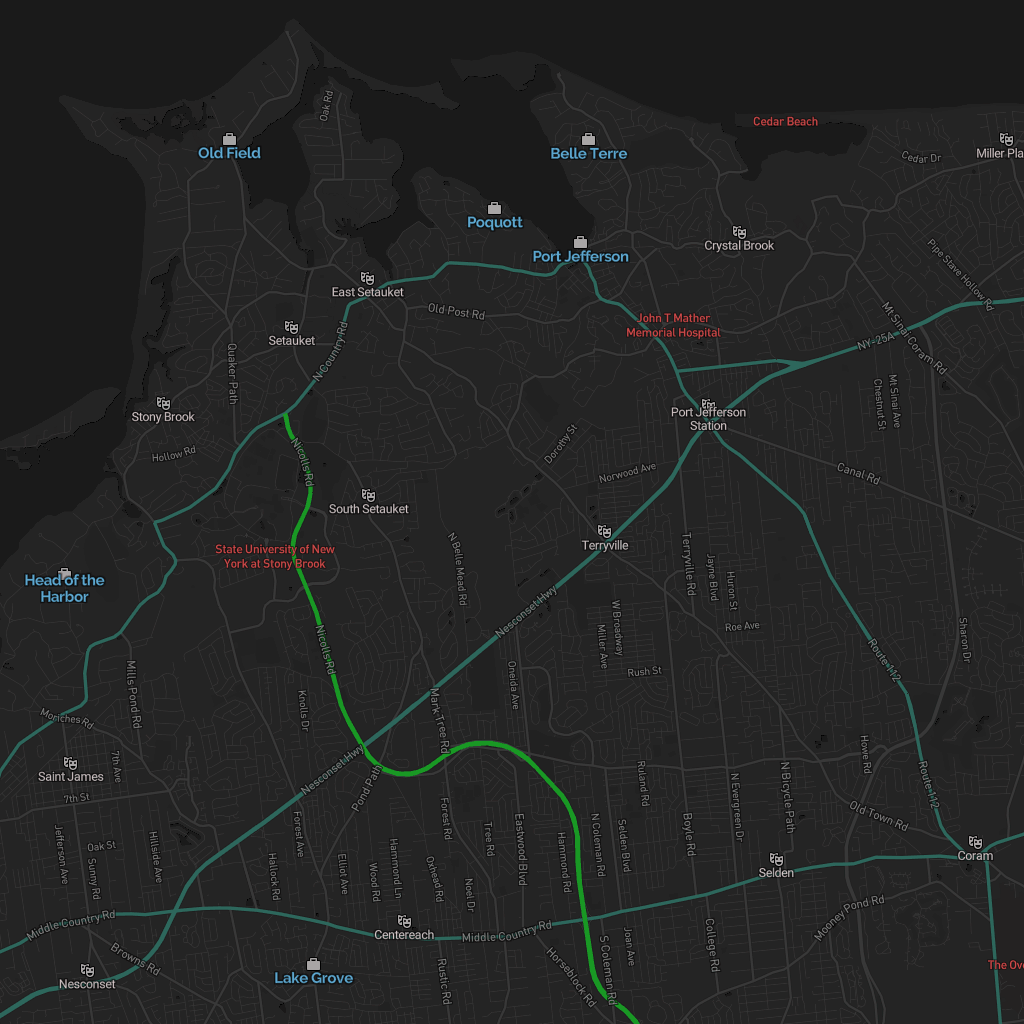 Oak Rd
Cedar Beach
Old Field
Belle Terre
Cedar Dr
Miller Pla
Poquott
Crystal Brook
Port Jefferson
Pipe Stave Hollow Rd
East Setauket
Old Post Rd
John T Mather
Memorial Hospital
Mt Sinai Coram Rd
Setauket
N Country Rd
NY-25A
Quaker Path
Mt Sinai Ave
Chestnut St
Stony Brook
Port Jefferson
Station
Hollow Rd
Nicolls Rd
Dorothy St
Norwood Ave
Canal Rd
South Setauket
State University of New
York at Stony Brook
N Belle Mead Rd
Terryville
Terryville Rd
Jayne Blvd
Huron St
Head of the
Harbor
Nesconset Hwy
W Broadway
Miller Ave
Roe Ave
Sharon Dr
Nicolls Rd
Route 112
Mills Pond Rd
Knolls Dr
Oneida Ave
Rush St
Moriches Rd
Mark Tree Rd
Saint James
7th Ave
Nesconset Hwy
Pond Path
Howe Rd
Ruland Rd
N Evergreen Dr
N Bicycle Path
Route 112
7th St
Forest Ave
Forest Rd
Tree Rd
Eastwood Blvd
Hammond Rd
N Coleman Rd
Selden Blvd
Boyle Rd
Old Town Rd
Coram
Jefferson Ave
Oak St
Sunny Rd
Hillside Ave
Hallock Rd
Elliot Ave
Wood Rd
Hammond Ln
Oxhead Rd
Noel Dr
Selden
Middle Country Rd
Centereach
Middle Country Rd
Mooney Pond Rd
Joan Ave
College Rd
Browns Rd
Nesconset
Lake Grove
Rustic Rd
Horseblock Rd
S Coleman Rd
The Ov